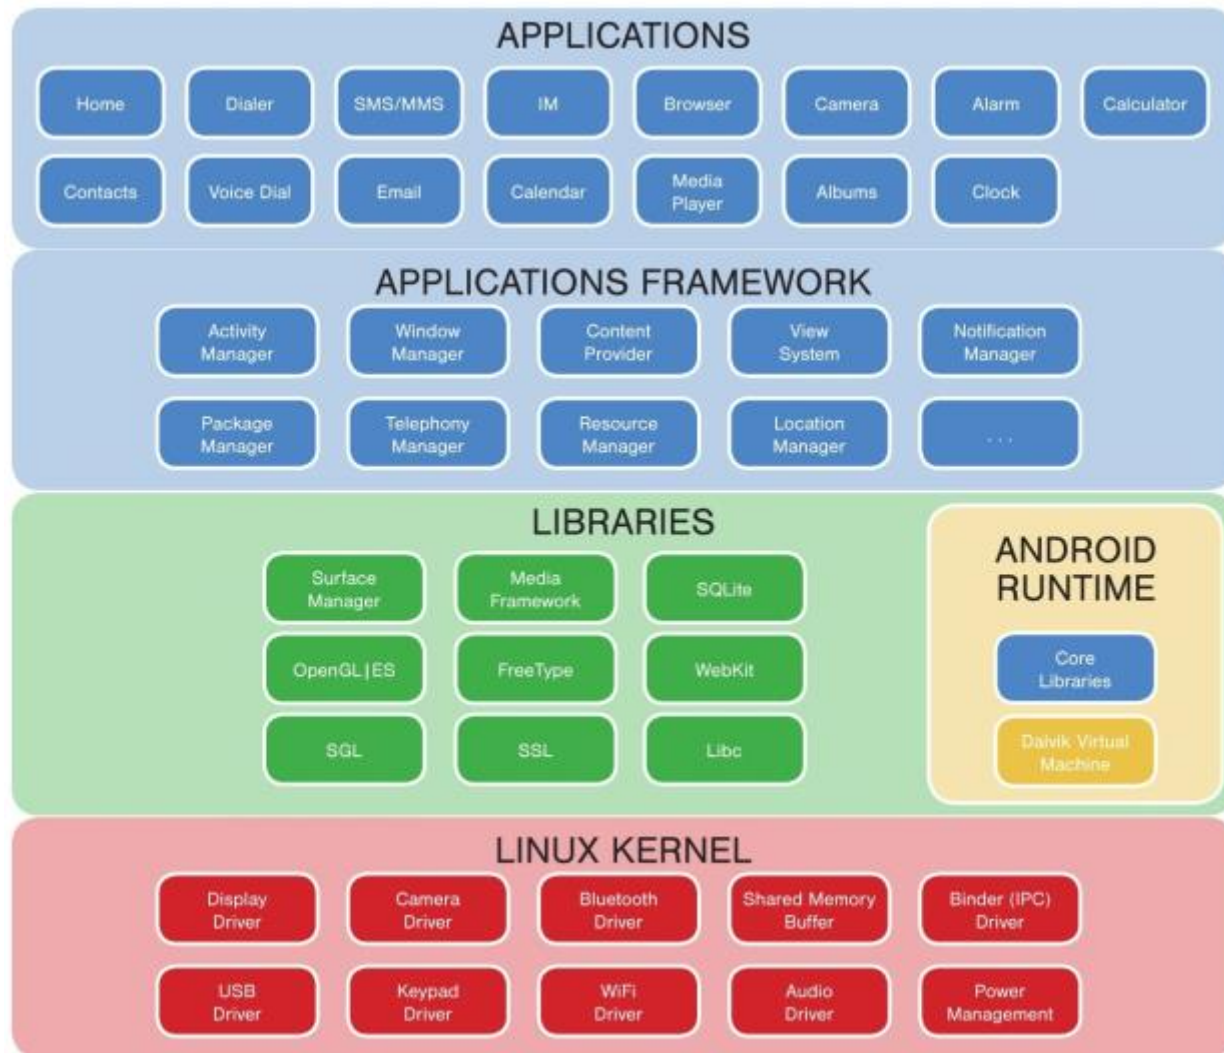 APPLICATIONS
Home
Dialer
SMS/MMS
IM
Browser
Camera
Alarm
Calculator
Contacts
Voice Dial
Email
Calendar
Media
Player
Albums
Clock
APPLICATIONS FRAMEWORK
Activity
Manager
Window
Manager
Content
Provider
View
System
Notification
Manager
Package
Manager
Telephony
Manager
Resource
Manager
Location
Manager
...
LIBRARIES
Surface
Manager
Media
Framework
SQLite
OpenGL|ES
FreeType
WebKit
SGL
SSL
Libc
ANDROID
RUNTIME
Core
Libraries
Dalvik Virtual
Machine
LINUX KERNEL
Display
Driver
Camera
Driver
Bluetooth
Driver
Shared Memory
Buffer
Binder (IPC)
Driver
USB
Driver
Keypad
Driver
WiFi
Driver
Audio
Driver
Power
Management